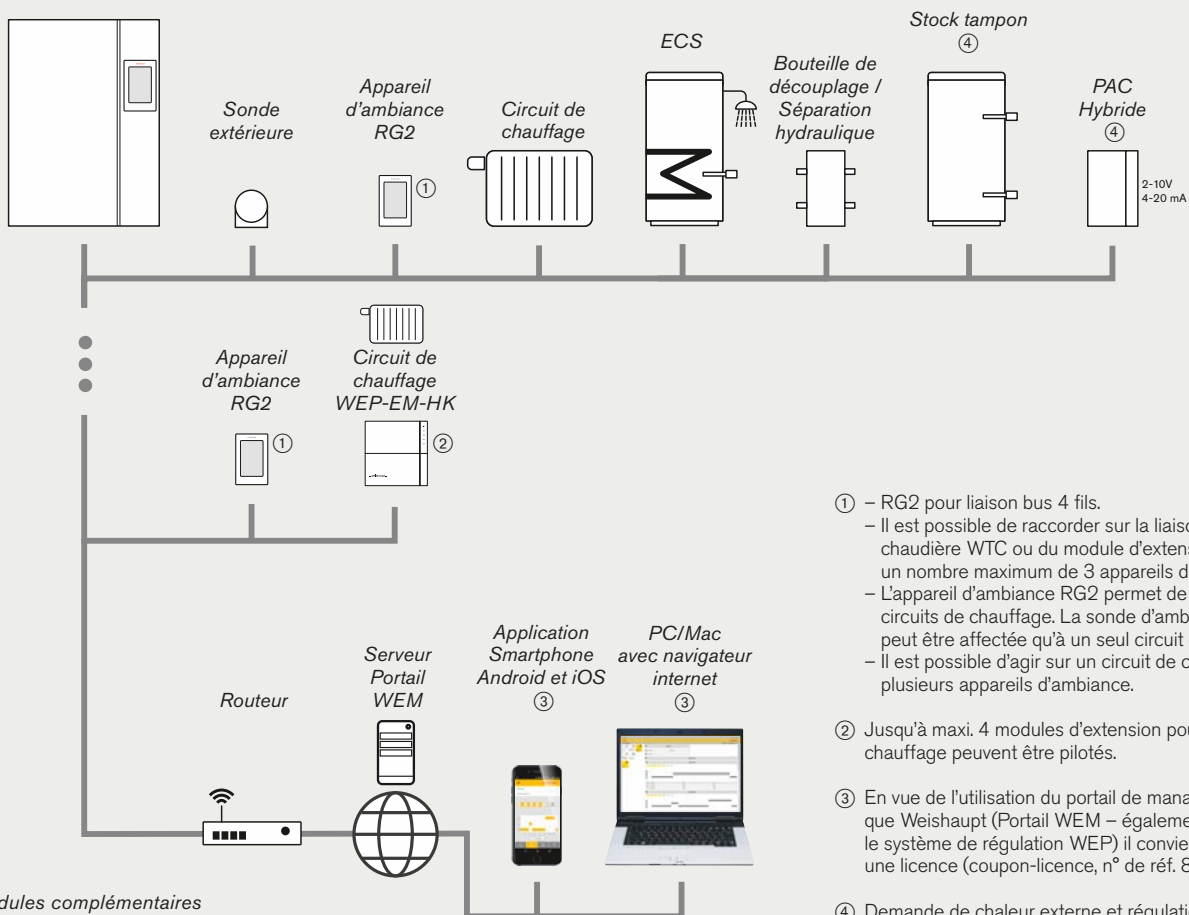 Stock tampon
④
ECS
Bouteille de
découplage /
Séparation
hydraulique
PAC
Hybride
④
Appareil
d'ambiance
RG2
①
Sonde
extérieure
Circuit de
chauffage
2-10V
4-20 mA
Appareil
d'ambiance
RG2
①
Circuit de
chauffage
WEP-EM-HK
②
Routeur
Serveur
Portail
WEM
Application
Smartphone
Android et iOS
③
PC/Mac
avec navigateur
internet
③
① – RG2 pour liaison bus 4 fils.
– Il est possible de raccorder sur la liaiso
chaudière WTC ou du module d'extens
un nombre maximum de 3 appareils d
– L'appareil d'ambiance RG2 permet de
circuits de chauffage. La sonde d'amb
peut être affectée qu'à un seul circuit
– Il est possible d'agir sur un circuit de c
plusieurs appareils d'ambiance.
② Jusqu'à maxi. 4 modules d'extension pou
chauffage peuvent être pilotés.
③ En vue de l'utilisation du portail de mana
que Weishaupt (Portail WEM – égaleme
le système de régulation WEP) il convie
une licence (coupon-licence, n° de réf. 8
④ Demande de chaleur externe et régulati
dules complémentaires